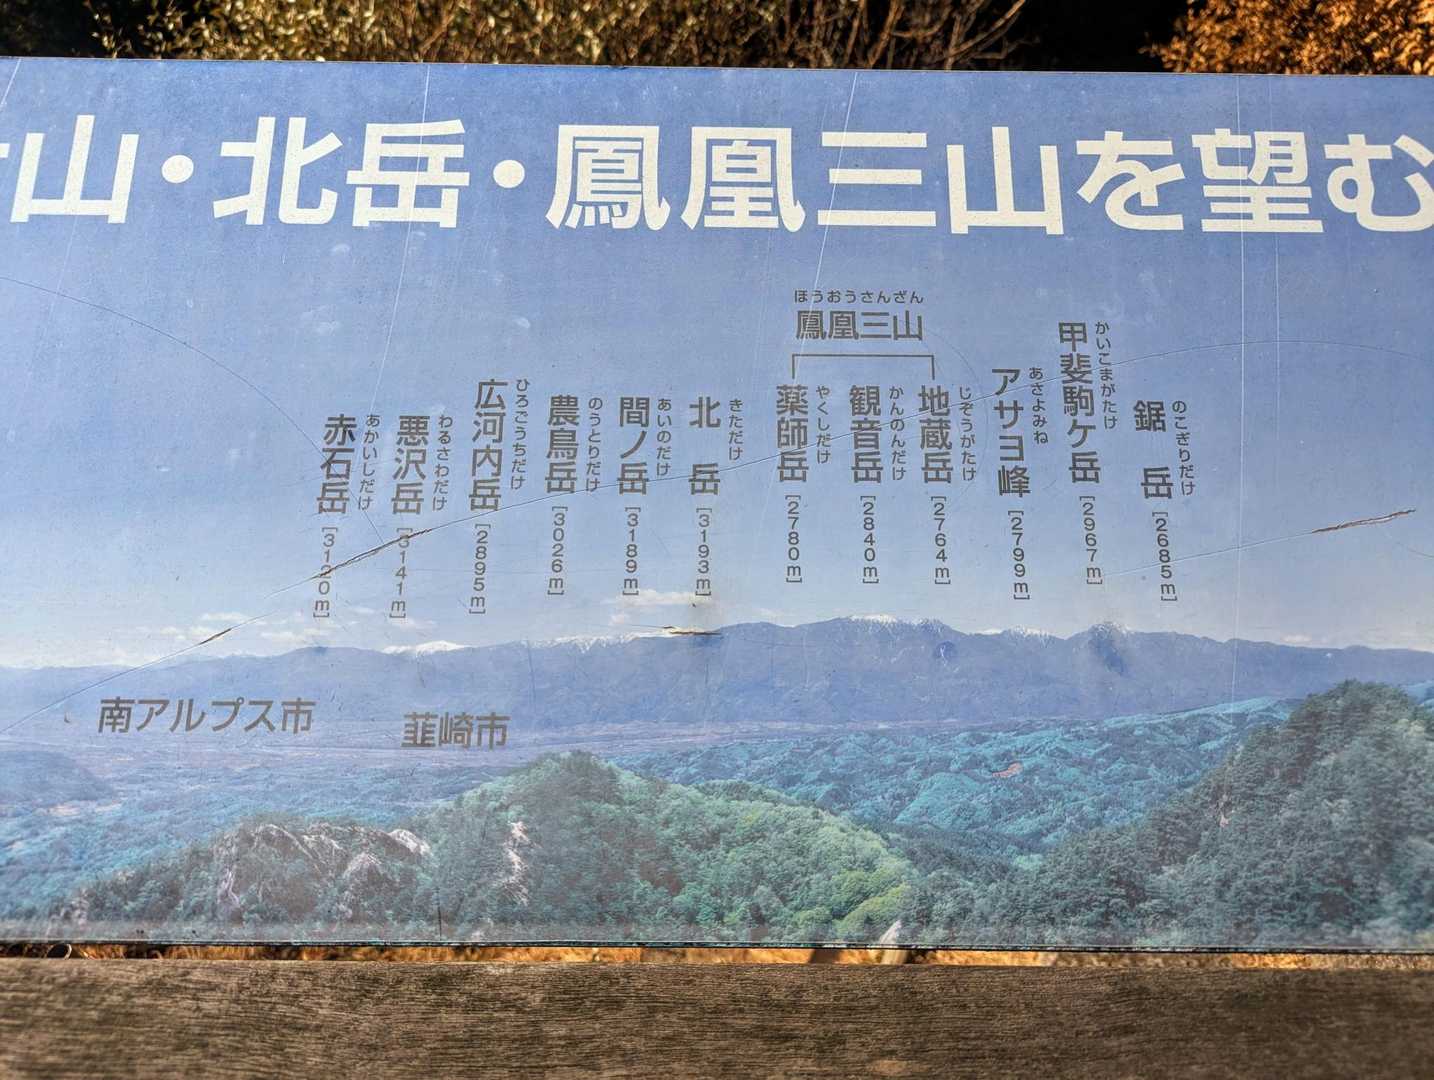 山・北岳・鳳凰三山を望む
ほうおうさんざん
鳳凰三山
あかいしだけ
赤石岳[3120m]
わるさわだけ
悪沢岳[3141m]
ひろごうちだけ
広河内岳[2895m]
のうとりだけ
農鳥岳[3026m]
あいのだけ
間ノ岳[3189m]
きただけ
北岳[3193m]
やくしだけ
薬師岳[2780m]
かんのんだけ
観音岳[2840m]
じぞうがたけ
地蔵岳[2764m]
あさよみね
アサヨ峰[2799m]
かいこまがたけ
甲斐駒ケ岳[2967m]
のこぎりだけ
鋸岳[2685m]
南アルプス市
韮崎市